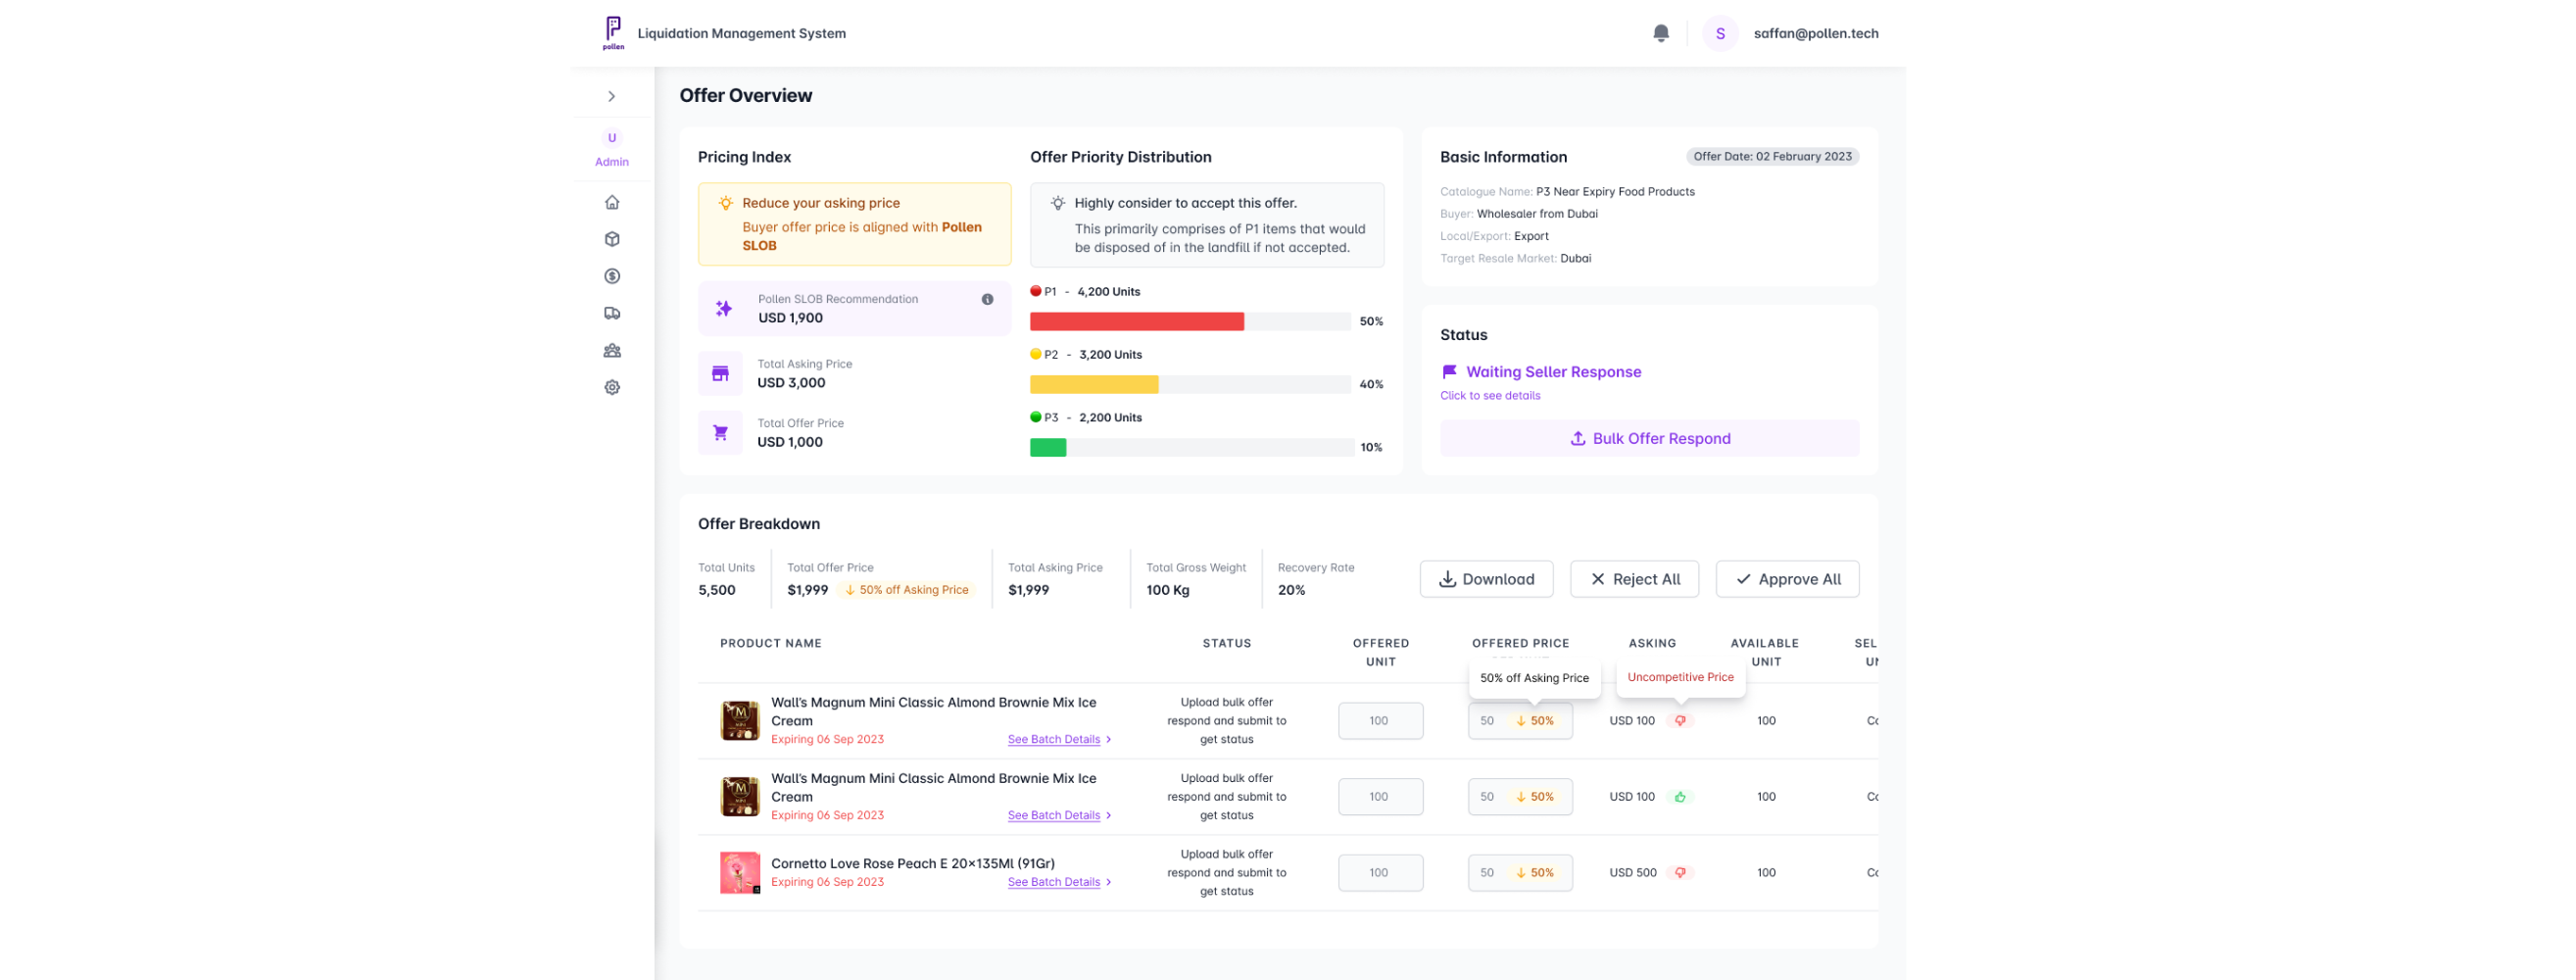 pollen
Liquidation Management System
S
saffan@pollen.tech
U
Admin
Offer Overview
Pricing Index
Reduce your asking price
Buyer offer price is aligned with Pollen
SLOB
Pollen SLOB Recommendation
USD 1,900
Total Asking Price
USD 3,000
Total Offer Price
USD 1,000
Offer Priority Distribution
Highly consider to accept this offer.
This primarily comprises of P1 items that would
be disposed of in the landfill if not accepted.
P1 - 4,200 Units
50%
P2 - 3,200 Units
40%
P3 - 2,200 Units
10%
Basic Information
Offer Date: 02 February 2023
Catalogue Name: P3 Near Expiry Food Products
Buyer: Wholesaler from Dubai
Local/Export: Export
Target Resale Market: Dubai
Status
Waiting Seller Response
Click to see details
Bulk Offer Respond
Offer Breakdown
Total Units
5,500
Total Offer Price
$1,999 ↓ 50% off Asking Price
Total Asking Price
$1,999
Total Gross Weight
100 Kg
Recovery Rate
20%
Download
Reject All
Approve All
PRODUCT NAME
STATUS
OFFERED
UNIT
OFFERED PRICE
ASKING
AVAILABLE
UNIT
50% off Asking Price
Uncompetitive Price
Wall's Magnum Mini Classic Almond Brownie Mix Ice
Cream
Expiring 06 Sep 2023
See Batch Details
Upload bulk offer
respond and submit to
get status
100
50 ↓ 50%
USD 100
100
Wall's Magnum Mini Classic Almond Brownie Mix Ice
Cream
Expiring 06 Sep 2023
See Batch Details
Upload bulk offer
respond and submit to
get status
100
50 ↓ 50%
USD 100
100
Cornetto Love Rose Peach E 20x135Ml (91Gr)
Expiring 06 Sep 2023
See Batch Details
Upload bulk offer
respond and submit to
get status
100
50 ↓ 50%
USD 500
100